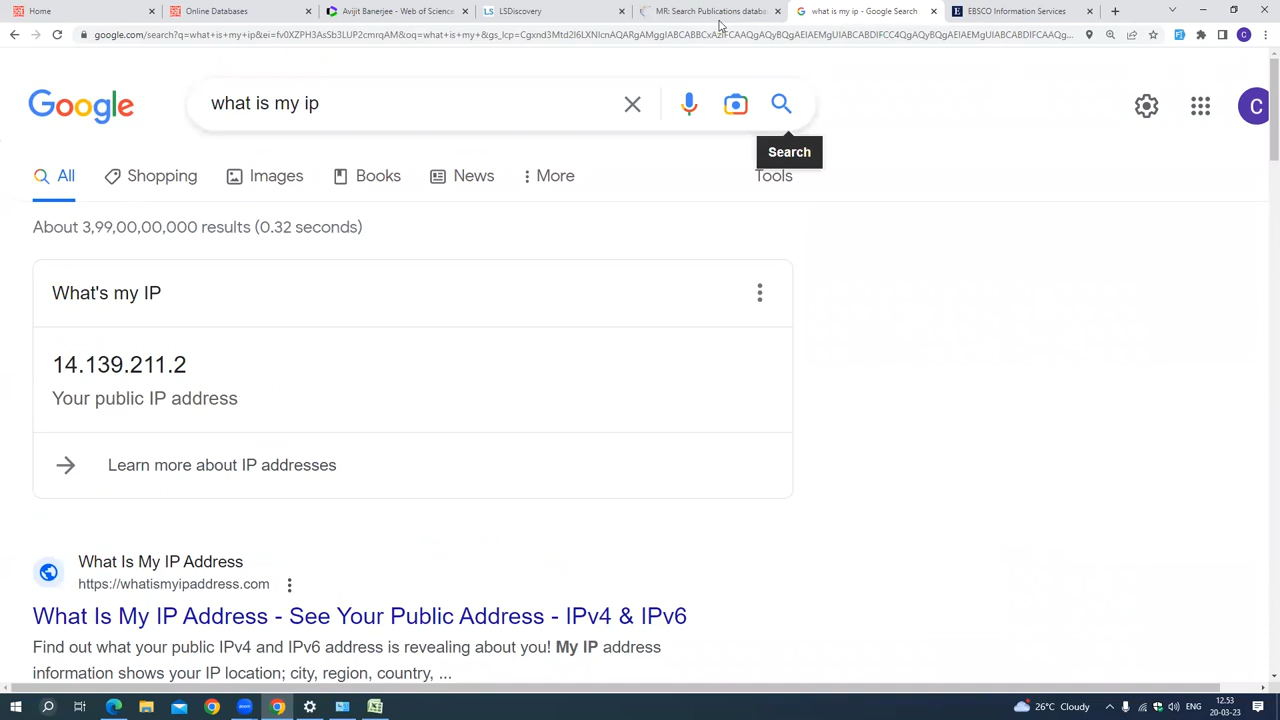 Home
Online Databases
Avijit Banerjee - Web of Science
LSDiscovery
MR: Search Publications databa
what is my ip - Google Search
EBSCO Information Services
Google
what is my ip
C
Search
All
Shopping
Images
Books
News
More
Tools
About 3,99,00,00,000 results (0.32 seconds)
What's my IP
14.139.211.2
Your public IP address
Learn more about IP addresses
What Is My IP Address
https://whatismyipaddress.com
What Is My IP Address - See Your Public Address - IPv4 & IPv6
Find out what your public IPv4 and IPv6 address is revealing about you! My IP address
information shows your IP location; city, region, country, ...
26°C Cloudy
ENG
12.53
20-03-23